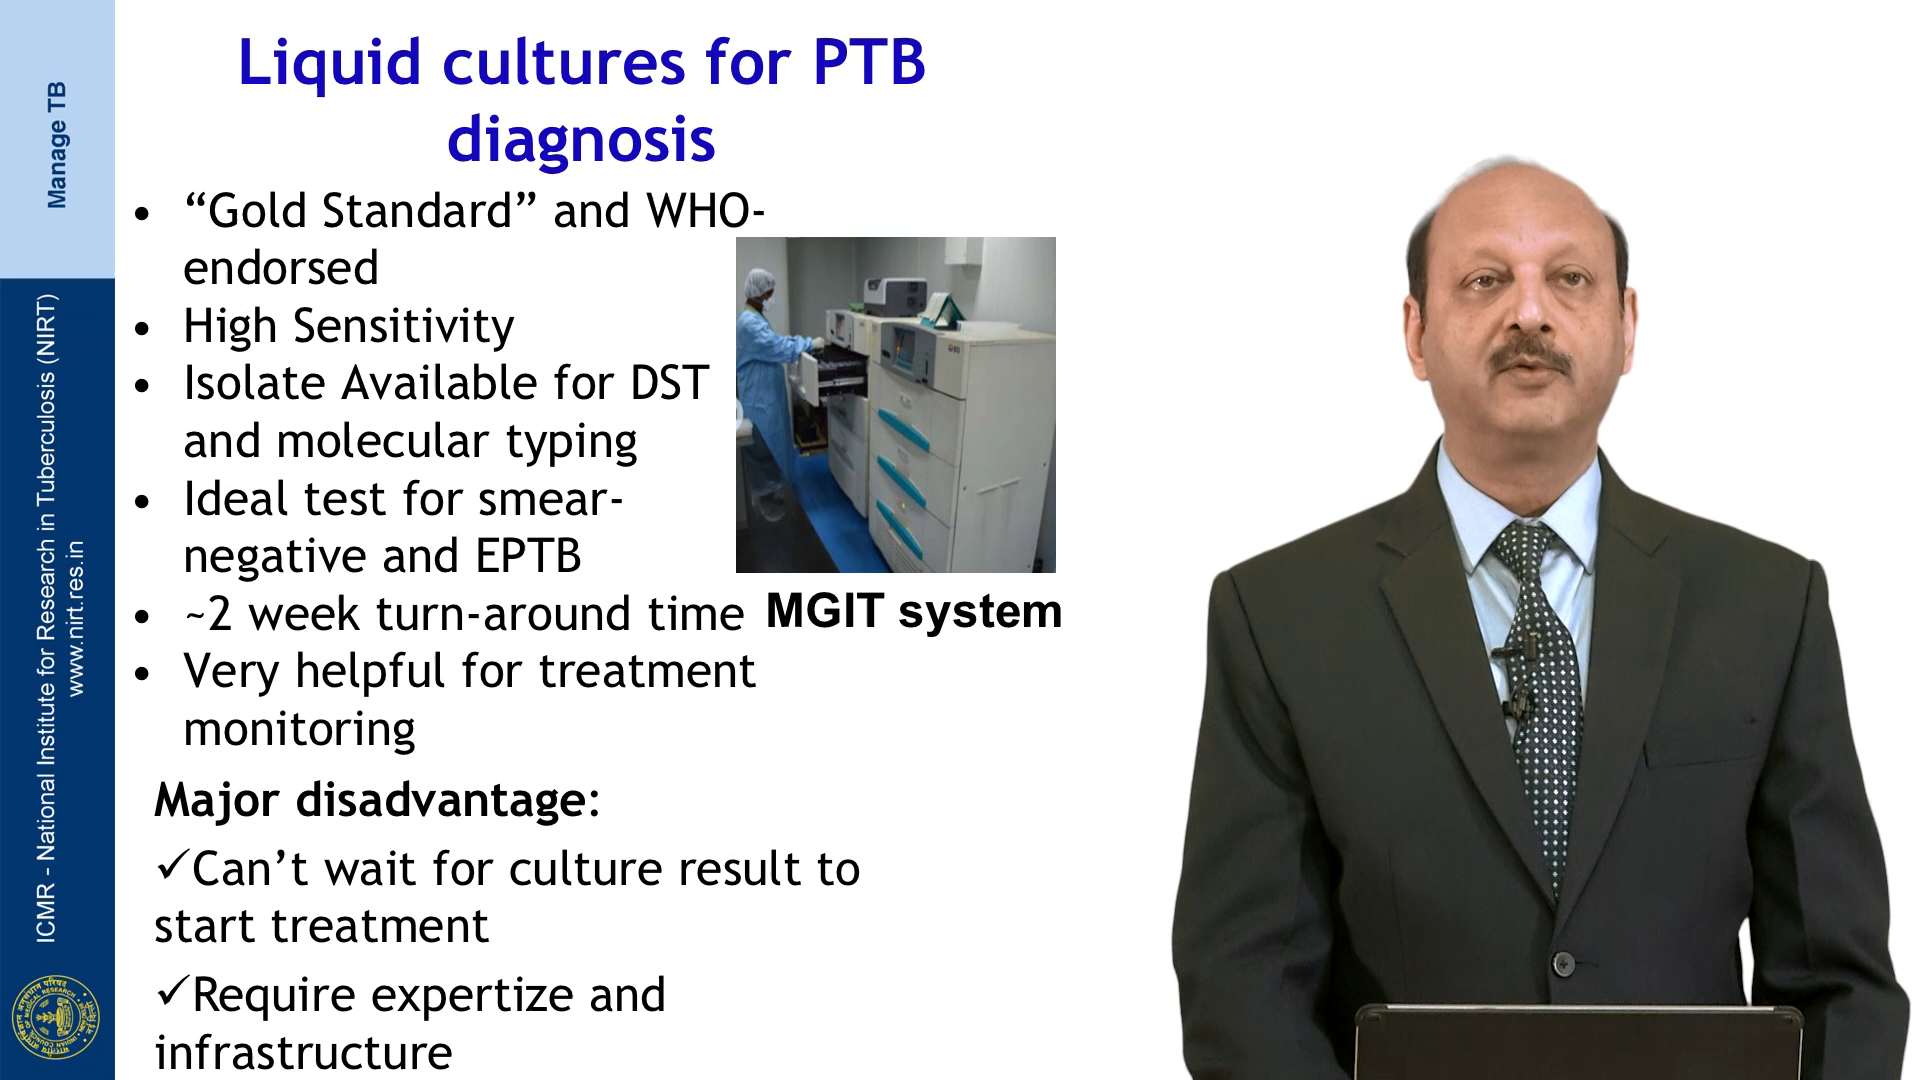 Liquid cultures for PTB
diagnosis
• “Gold Standard” and WHO-
endorsed
• High Sensitivity
• Isolate Available for DST
and molecular typing
• Ideal test for smear-
negative and EPTB
• ~2 week turn-around time
• Very helpful for treatment
monitoring
MGIT system
Major disadvantage:
✓Can’t wait for culture result to
start treatment
✓Require expertize and
infrastructure
Manage TB
ICMR - National Institute for Research in Tuberculosis (NIRT)
www.nirt.res.in